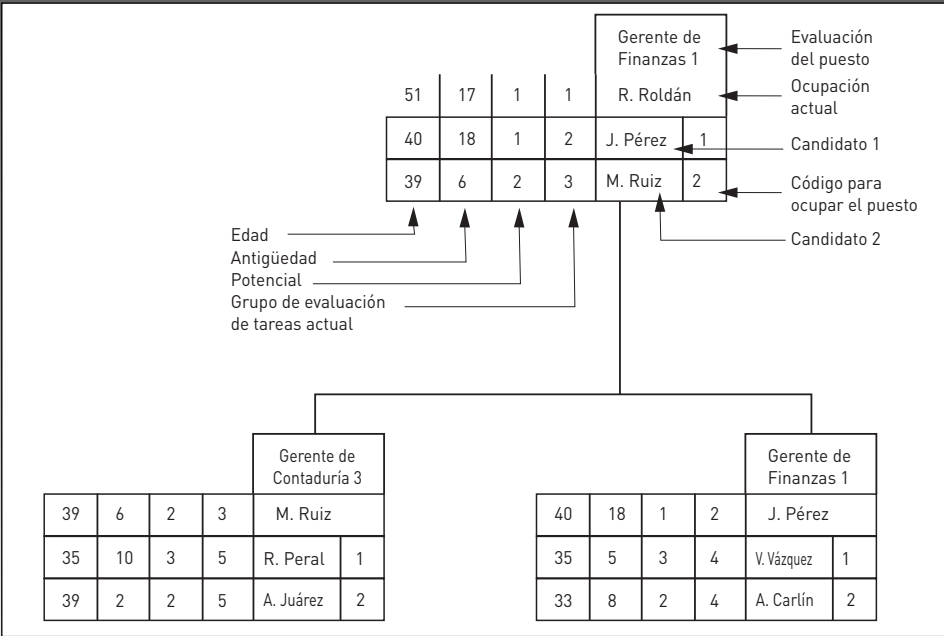 Gerente de
Finanzas 1
Evaluación
del puesto
51 17 1 1 R. Roldán
Ocupación
actual
40 18 1 2 J. Pérez 1
Candidato 1
39 6 2 3 M. Ruiz 2
Código para
ocupar el puesto
Candidato 2
Edad
Antigüedad
Potencial
Grupo de evaluación
de tareas actual
Gerente de
Contaduría 3
39 6 2 3 M. Ruiz
35 10 3 5 R. Peral 1
39 2 2 5 A. Juárez 2
Gerente de
Finanzas 1
40 18 1 2 J. Pérez
35 5 3 4 V. Vázquez 1
33 8 2 4 A. Carlín 2